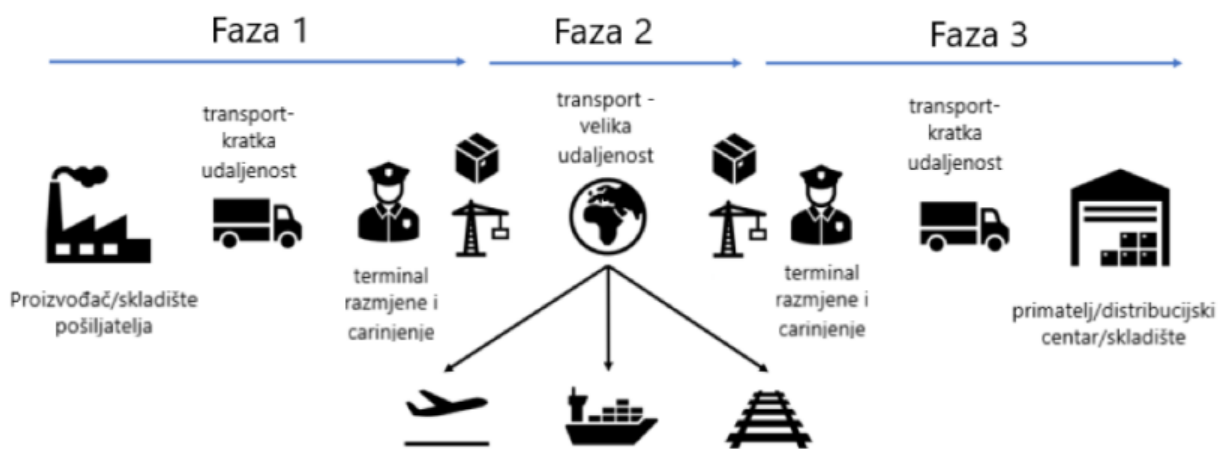 Faza 1
Faza 2
Faza 3
transport-
kratka
udaljenost
transport -
velika
udaljenost
transport-
kratka
udaljenost
Proizvođač/skladište
pošiljatelja
terminal
razmjene i
carinjenje
terminal
razmjene i
carinjenje
primatelj/distribucijski
centar/skladište